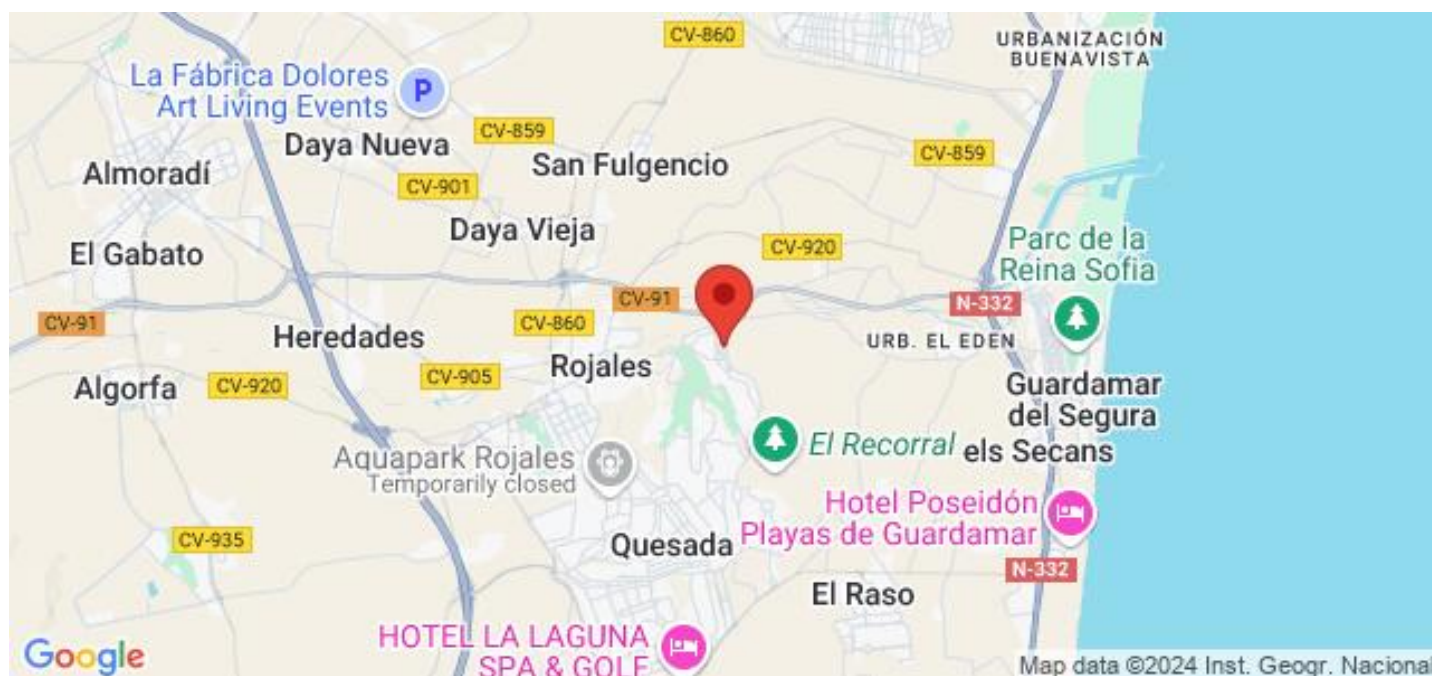 CV-860
URBANIZACIÓN
BUENAVISTA
La Fábrica Dolores
Art Living Events
P
CV-859
Daya Nueva
San Fulgencio
CV-859
Almoradí
CV-901
Daya Vieja
El Gabato
CV-920
Parc de la
Reina Sofia
CV-91
N-332
CV-91
CV-860
Heredades
URB. EL EDEN
Rojales
CV-905
CV-920
Algorfa
Guardamar
del Segura
El Recorral
els Secans
Aquapark Rojales
Temporarily closed
Hotel Poseidón
Playas de Guardamar
CV-935
Quesada
N-332
El Raso
HOTEL LA LAGUNA
SPA & GOLF
Google
Map data ©2024 Inst. Geogr. Nacional